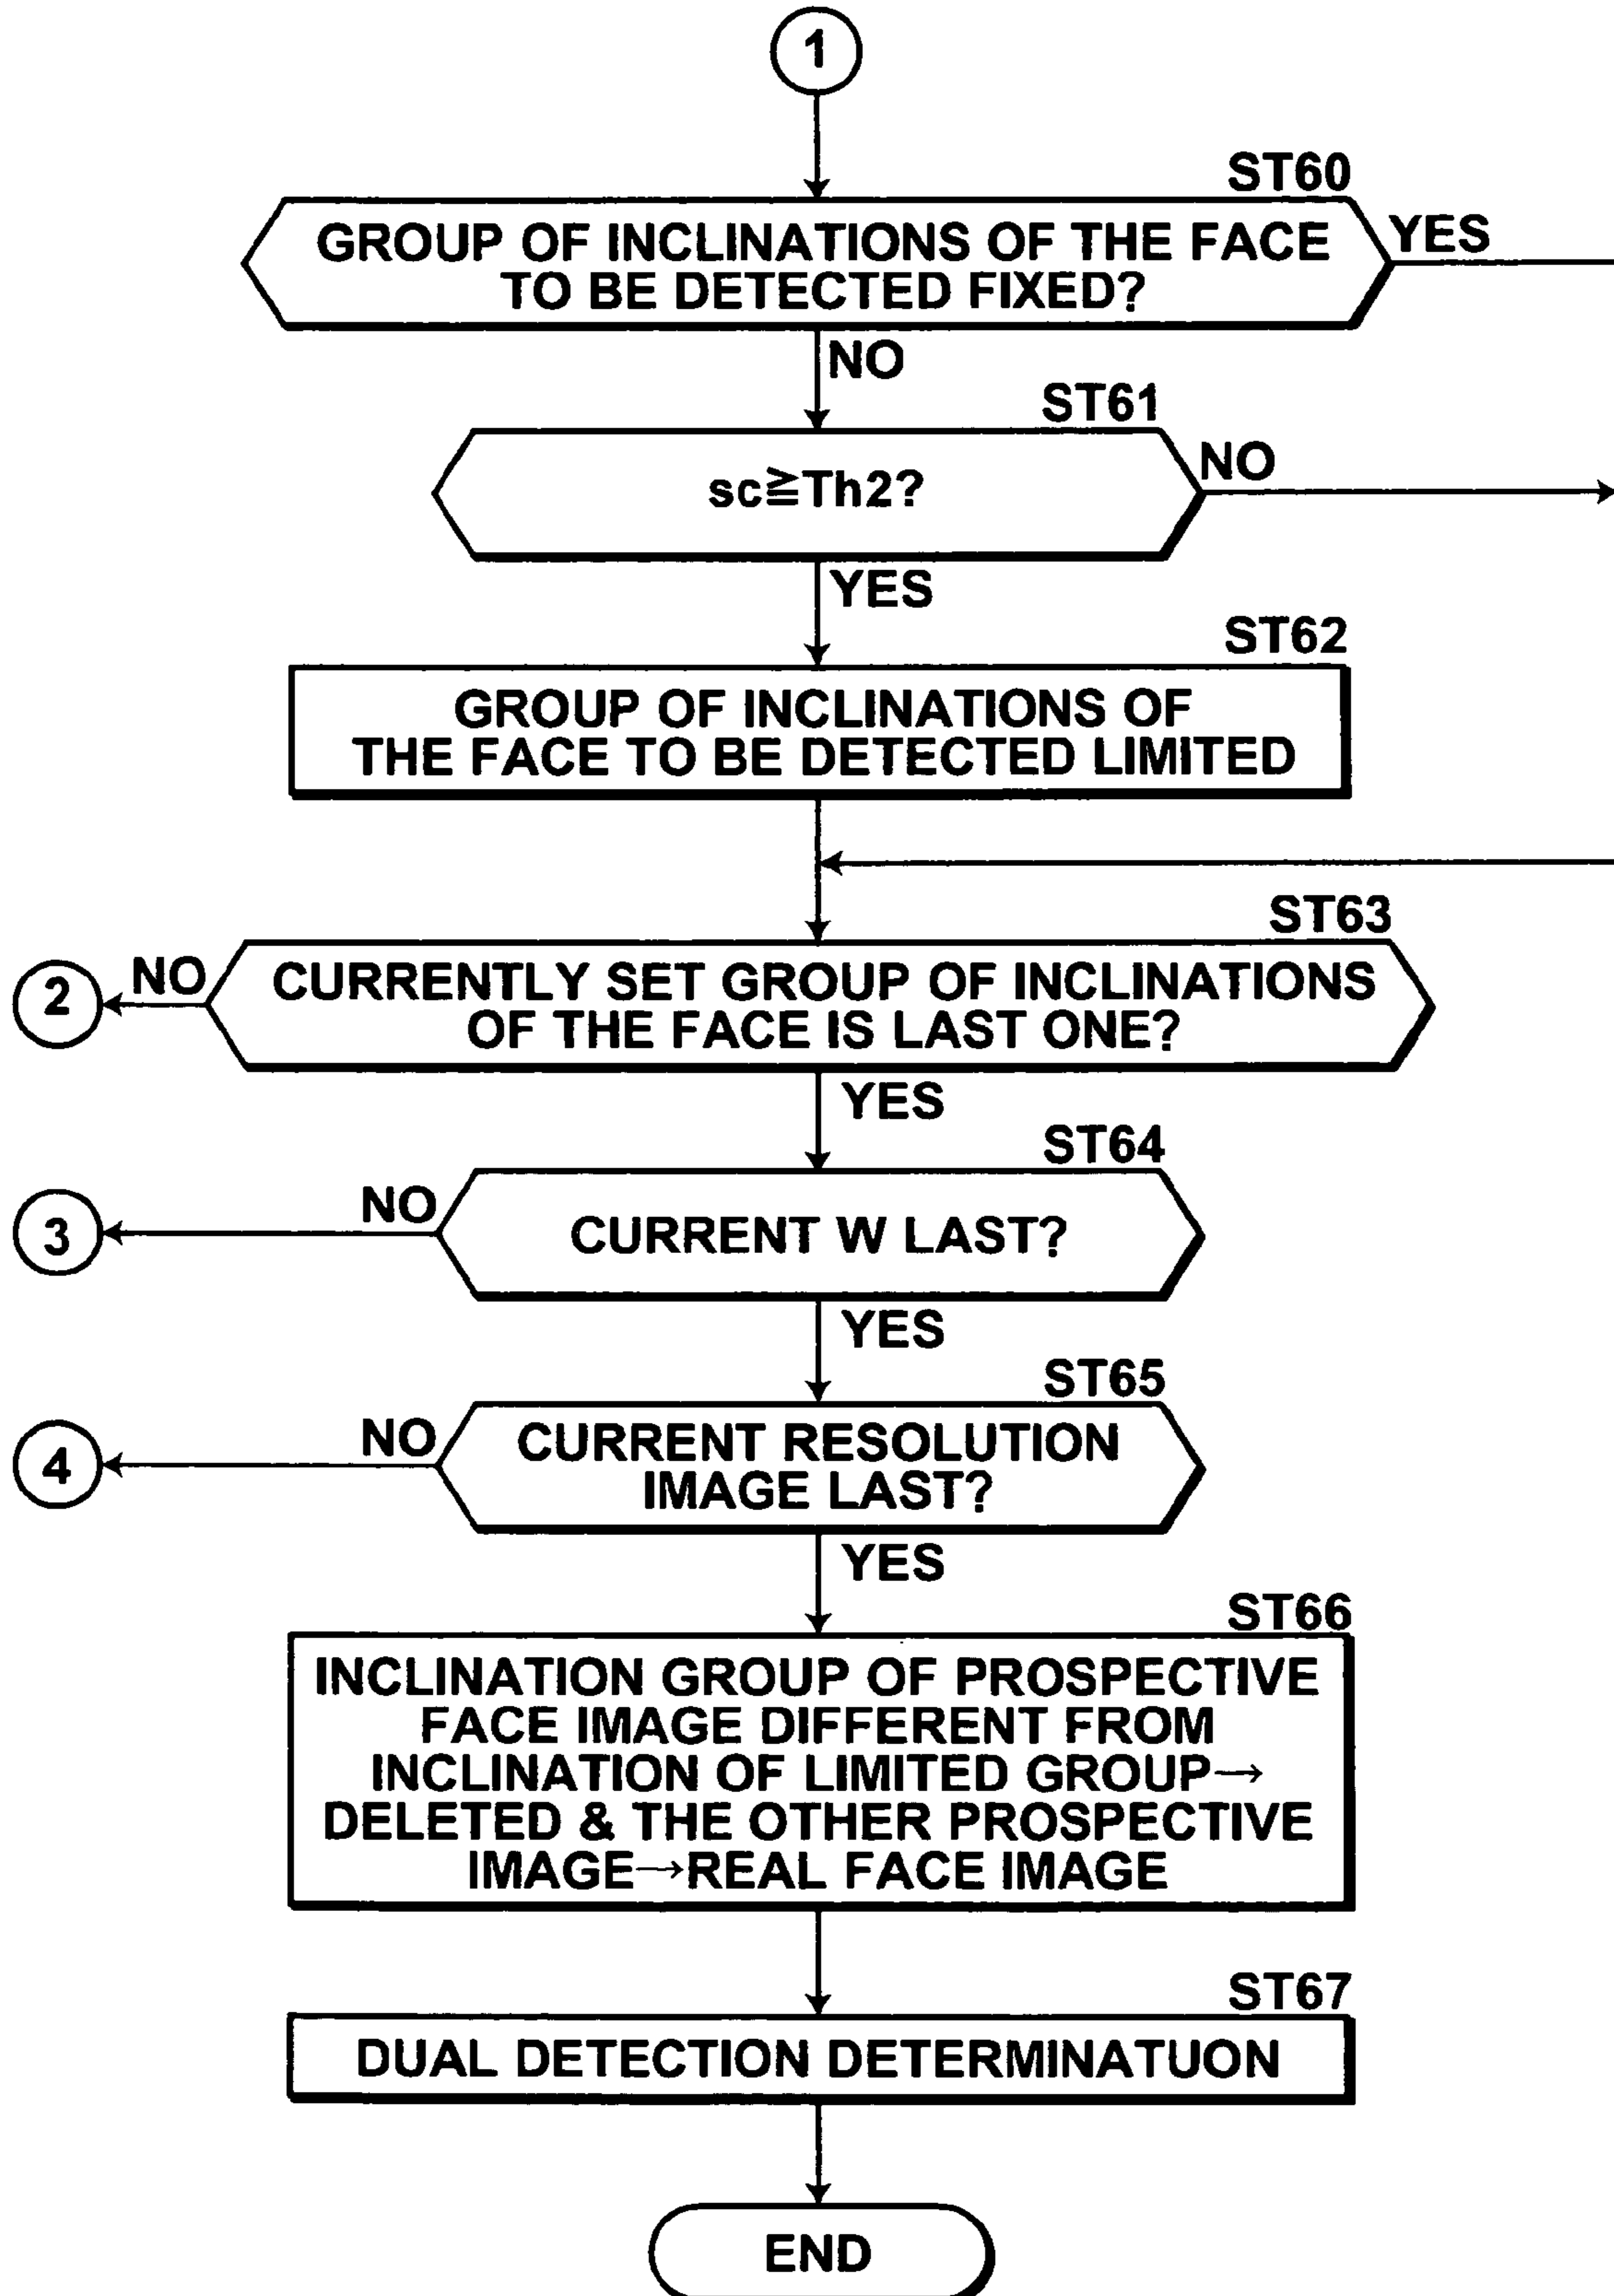 1
ST60
GROUP OF INCLINATIONS OF THE FACE
TO BE DETECTED FIXED?
YES
NO
ST61
sc≧Th2?
NO
YES
ST62
GROUP OF INCLINATIONS OF
THE FACE TO BE DETECTED LIMITED
ST63
CURRENTLY SET GROUP OF INCLINATIONS
OF THE FACE IS LAST ONE?
NO
2
YES
ST64
CURRENT W LAST?
NO
3
YES
ST65
CURRENT RESOLUTION
IMAGE LAST?
NO
4
YES
ST66
INCLINATION GROUP OF PROSPECTIVE
FACE IMAGE DIFFERENT FROM
INCLINATION OF LIMITED GROUP→
DELETED & THE OTHER PROSPECTIVE
IMAGE→REAL FACE IMAGE
ST67
DUAL DETECTION DETERMINATUON
END